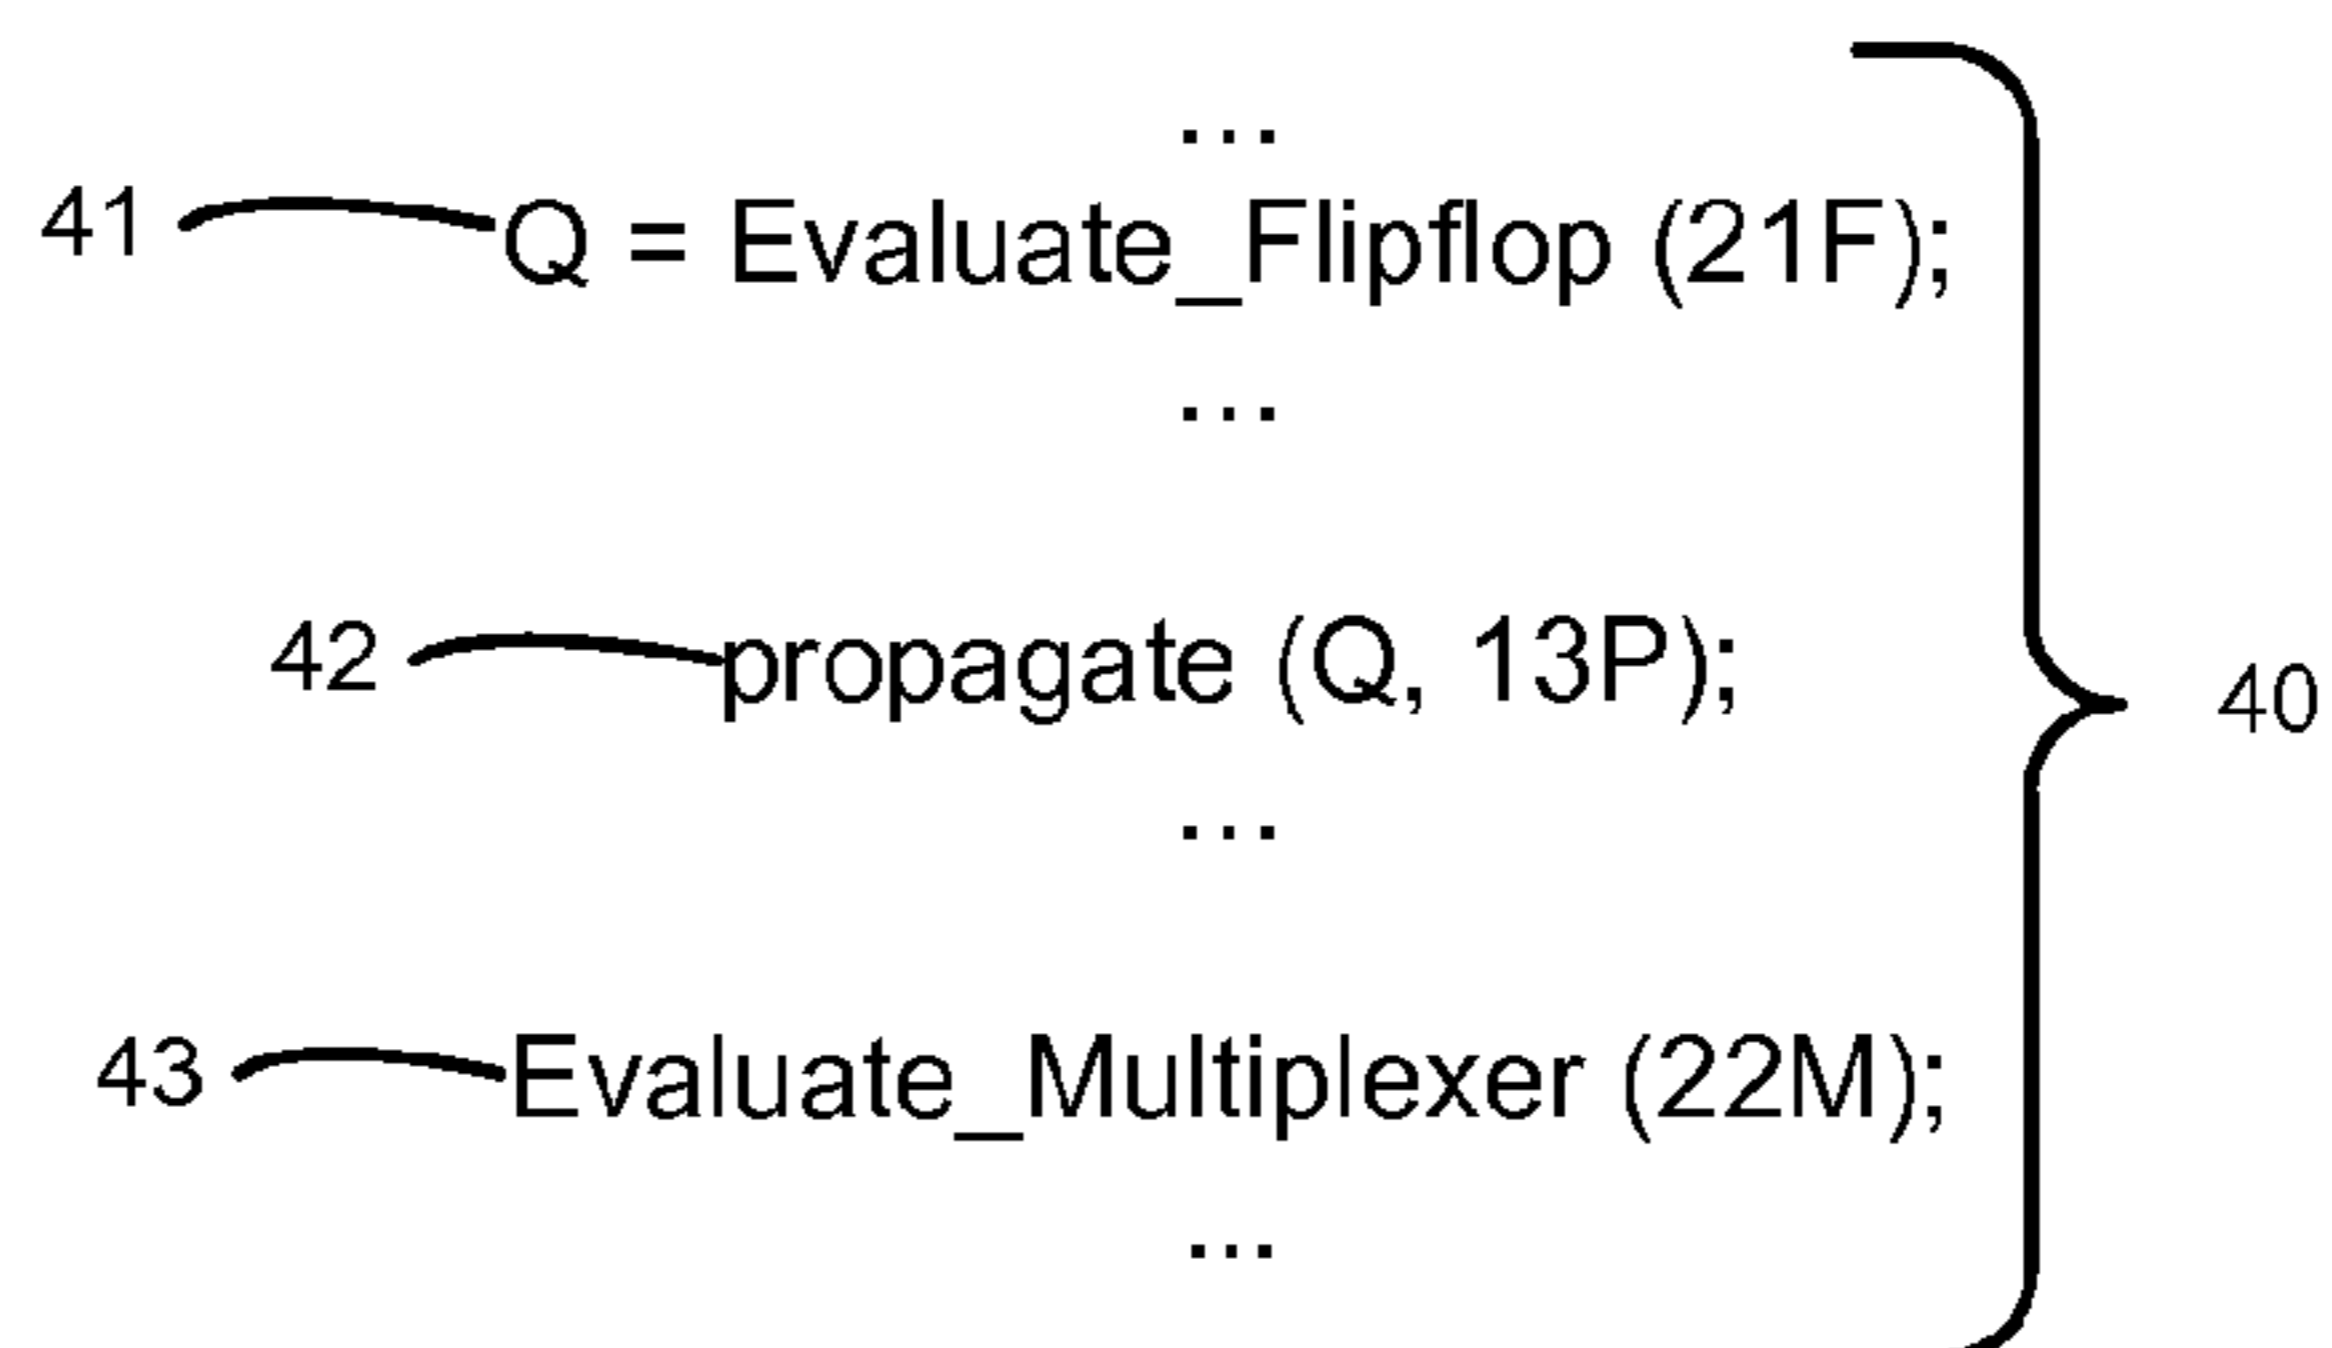 ...
41 Q = Evaluate_Flipflop (21F);
...
42 propagate (Q, 13P);
40
...
43 Evaluate_Multiplexer (22M);
...